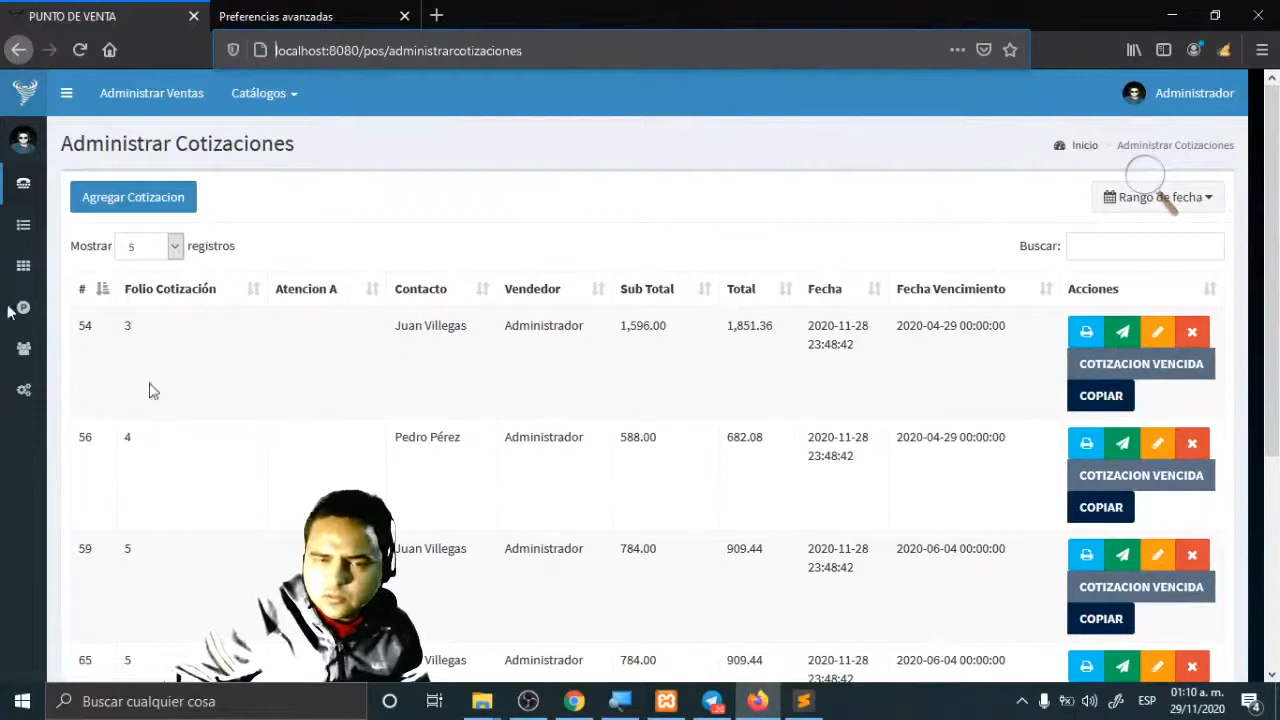 PUNTO DE VENTA
Preferencias avanzadas
localhost:8080/pos/administrarcotizaciones
Administrar Ventas
Catálogos
Administrador
Administrar Cotizaciones
Inicio > Administrar Cotizaciones
Agregar Cotizacion
Rango de fecha
Mostrar 5 registros
Buscar:
# Folio Cotización Atencion A Contacto Vendedor Sub Total Total Fecha Fecha Vencimiento Acciones
54 3 Juan Villegas Administrador 1,596.00 1,851.36 2020-11-28 2020-04-29 00:00:00
23:48:42
COTIZACION VENCIDA
COPIAR
56 4 Pedro Pérez Administrador 588.00 682.08 2020-11-28 2020-04-29 00:00:00
23:48:42
COTIZACION VENCIDA
COPIAR
59 5 Juan Villegas Administrador 784.00 909.44 2020-11-28 2020-06-04 00:00:00
23:48:42
COTIZACION VENCIDA
COPIAR
65 5 Villegas Administrador 784.00 909.44 2020-11-28 2020-06-04 00:00:00
Buscar cualquier cosa
ESP
01:10 a. m.
29/11/2020